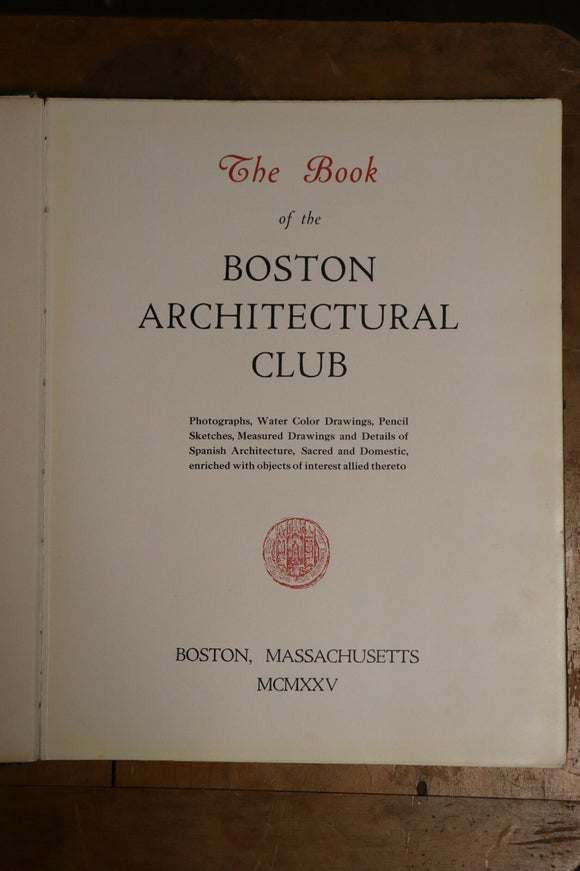 The Book
of the
BOSTON
ARCHITECTURAL
CLUB
Photographs, Water Color Drawings, Pencil
Sketches, Measured Drawings and Details of
Spanish Architecture, Sacred and Domestic,
enriched with objects of interest allied thereto
BOSTON, MASSACHUSETTS
MCMXXV